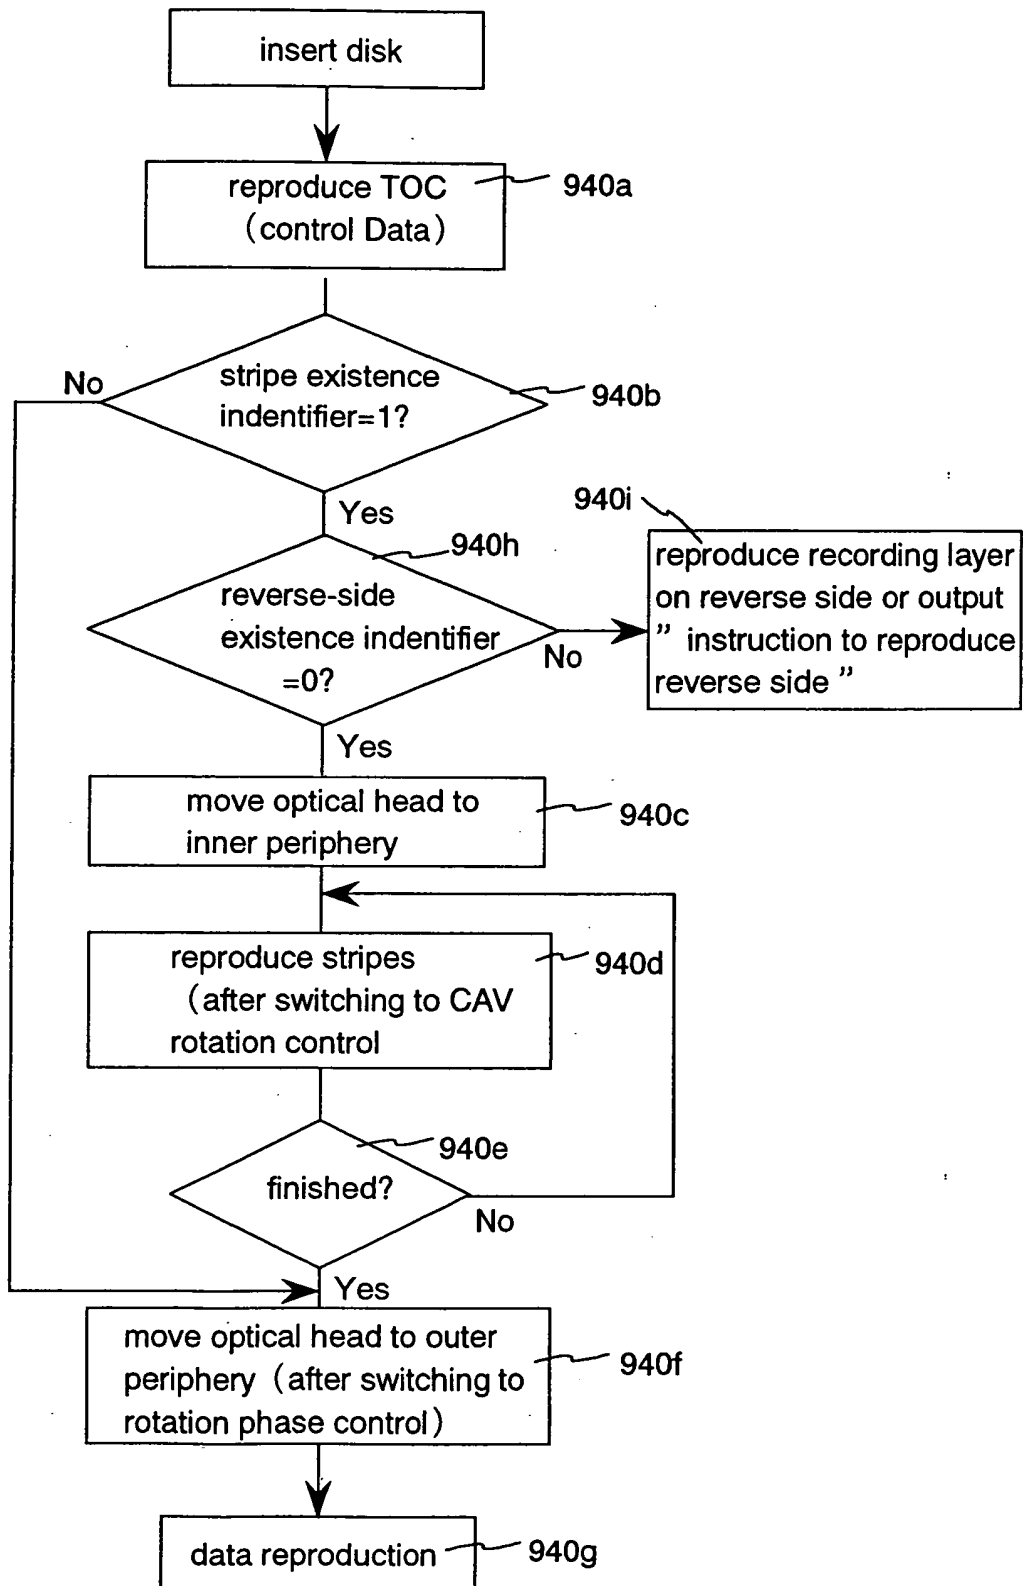 insert disk
reproduce TOC
(control Data)
940a
No
stripe existence
indentifier=1?
940b
Yes
940i
940h
reverse-side
existence indentifier
=0?
No
reproduce recording layer
on reverse side or output
” instruction to reproduce
reverse side ”
Yes
move optical head to
inner periphery
940c
reproduce stripes
(after switching to CAV
rotation control
940d
940e
finished?
No
Yes
move optical head to outer
periphery (after switching to
rotation phase control)
940f
data reproduction
940g